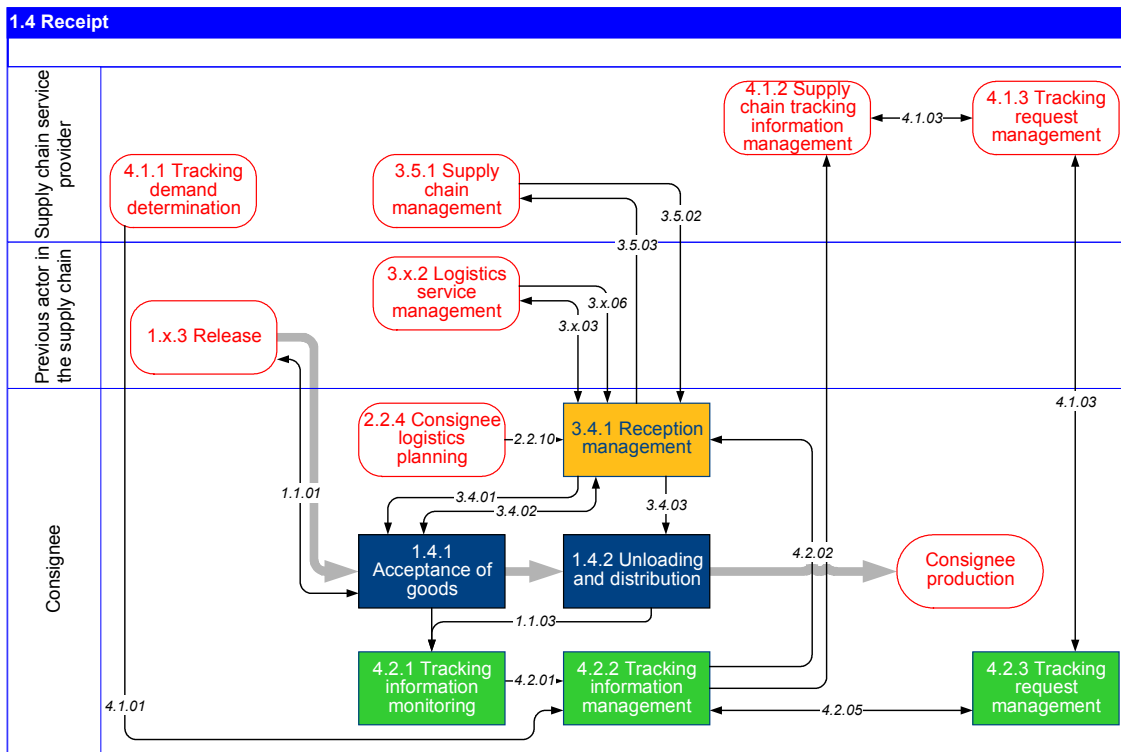 1.4 Receipt
Supply chain service
provider
4.1.1 Tracking
demand
determination
3.5.1 Supply
chain
management
4.1.2 Supply
chain tracking
information
management
4.1.03
4.1.3 Tracking
request
management
3.5.02
3.5.03
Previous actor in
the supply chain
1.x.3 Release
3.x.2 Logistics
service
management
3.x.06
3.x.03
Consignee
2.2.4 Consignee
logistics
planning
2.2.10
3.4.1 Reception
management
4.1.03
1.1.01
3.4.01
3.4.02
3.4.03
1.4.1
Acceptance of
goods
1.4.2 Unloading
and distribution
4.2.02
Consignee
production
1.1.03
4.2.1 Tracking
information
monitoring
4.2.01
4.2.2 Tracking
information
management
4.2.3 Tracking
request
management
4.1.01
4.2.05